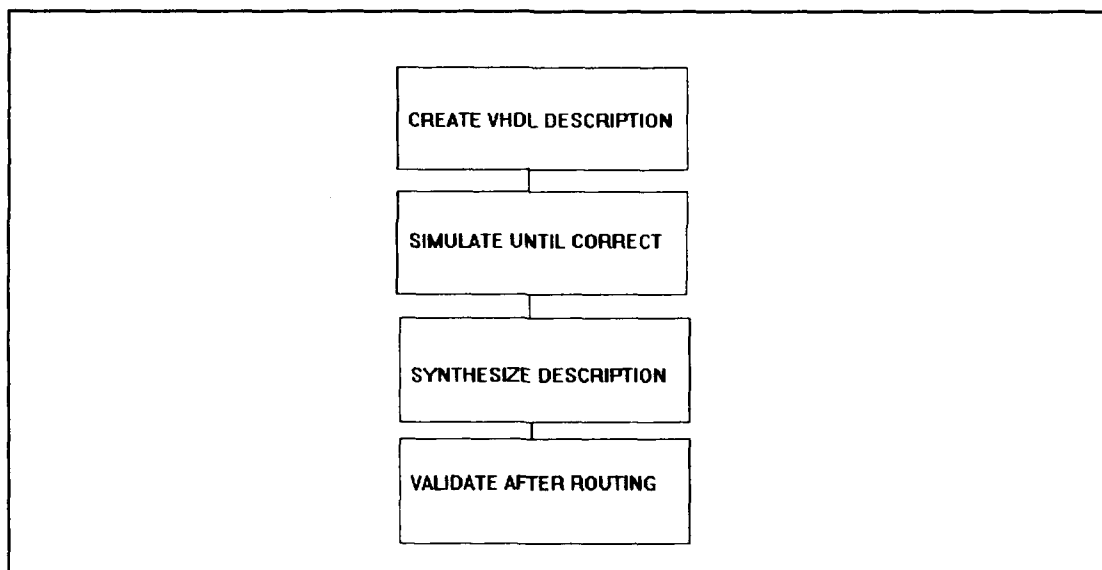 CREATE VHDL DESCRIPTION
SIMULATE UNTIL CORRECT
SYNTHESIZE DESCRIPTION
VALIDATE AFTER ROUTING